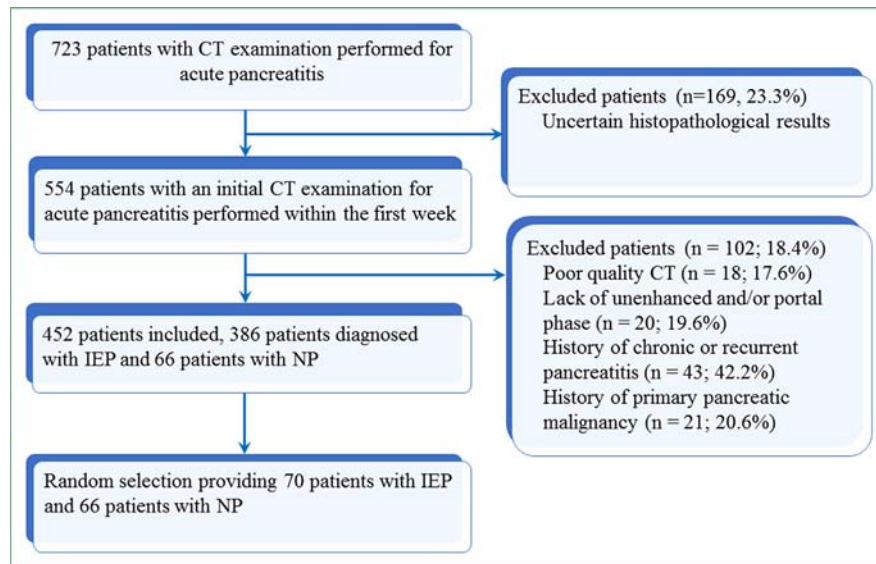 723 patients with CT examination performed for
acute pancreatitis
Excluded patients (n=169, 23.3%)
Uncertain histopathological results
554 patients with an initial CT examination for
acute pancreatitis performed within the first week
Excluded patients (n = 102; 18.4%)
Poor quality CT (n = 18; 17.6%)
Lack of unenhanced and/or portal
phase (n = 20; 19.6%)
History of chronic or recurrent
pancreatitis (n = 43; 42.2%)
History of primary pancreatic
malignancy (n = 21; 20.6%)
452 patients included, 386 patients diagnosed
with IEP and 66 patients with NP
Random selection providing 70 patients with IEP
and 66 patients with NP